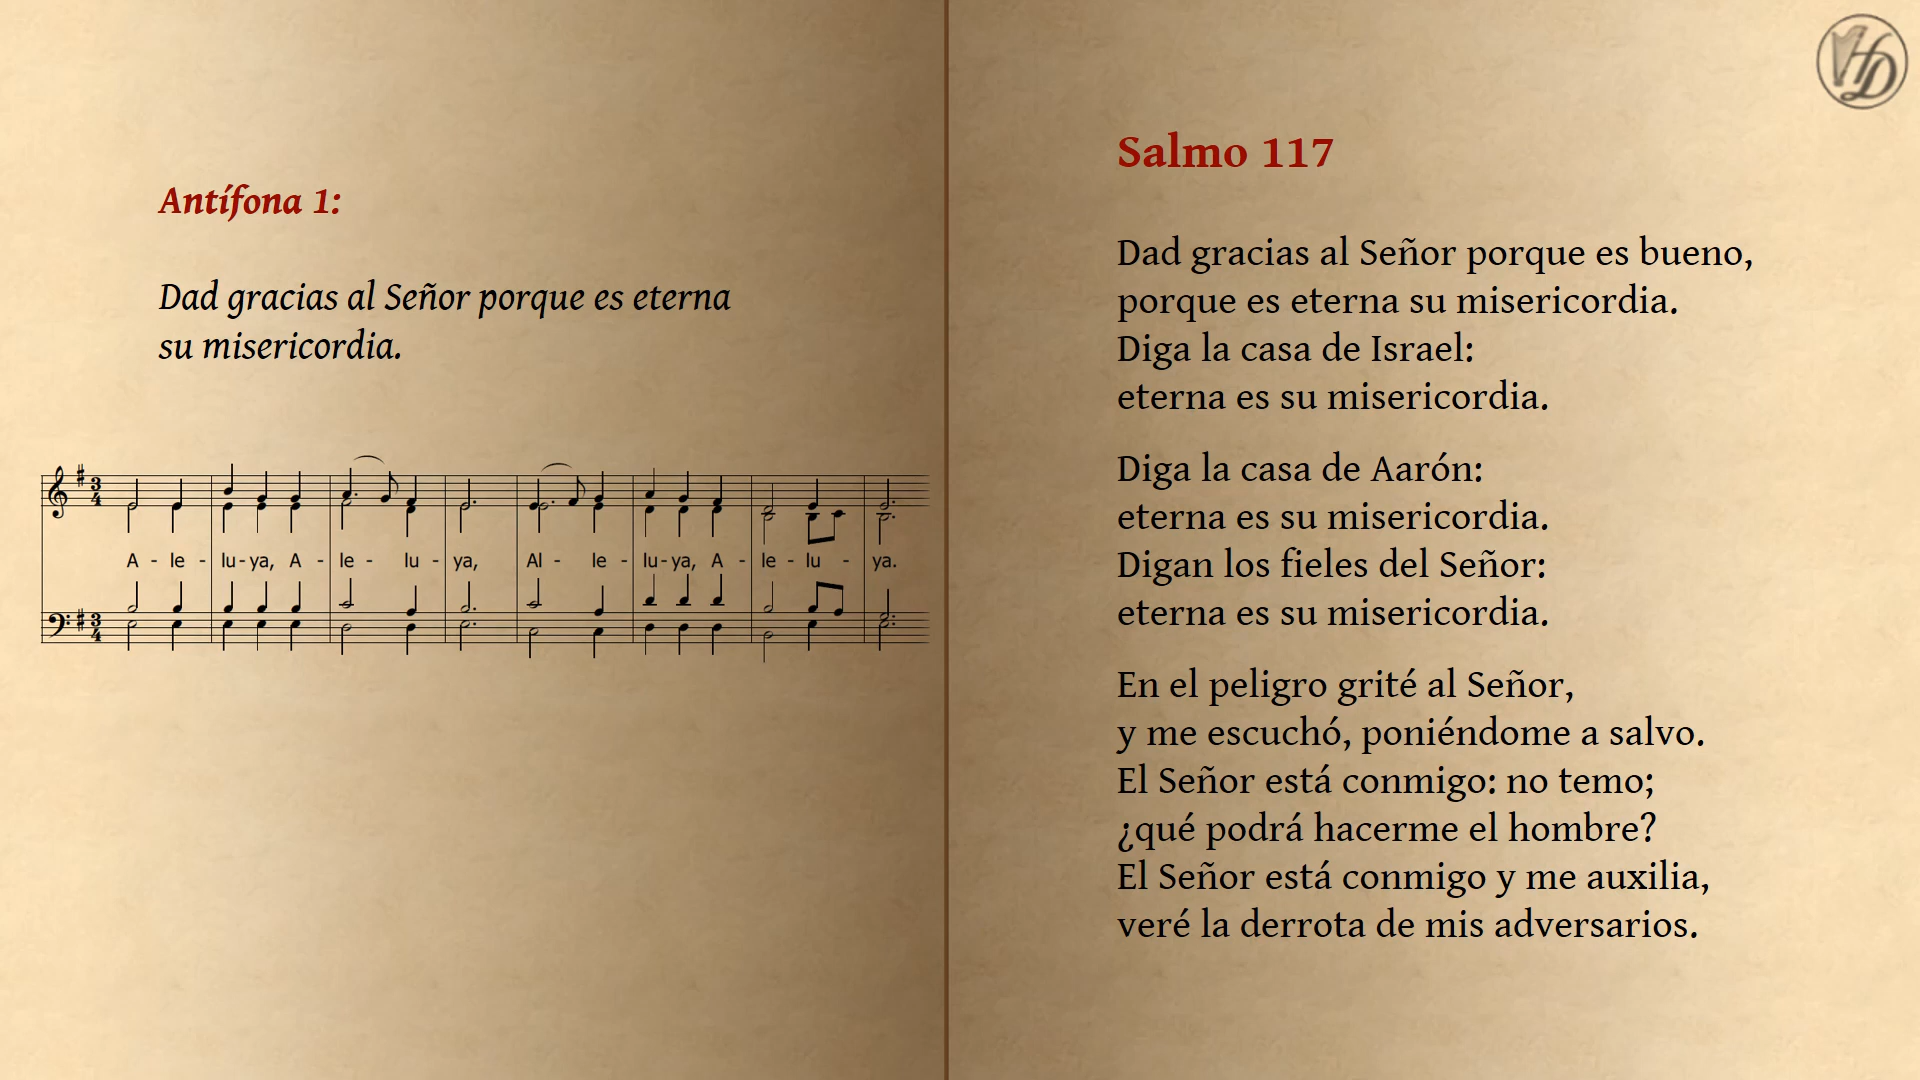 Antífona 1:
Dad gracias al Señor porque es eterna
su misericordia.
A - le - lu - ya, A - le - lu - ya, Al - le - lu - ya, A - le - lu - ya.
Salmo 117
Dad gracias al Señor porque es bueno,
porque es eterna su misericordia.
Diga la casa de Israel:
eterna es su misericordia.
Diga la casa de Aarón:
eterna es su misericordia.
Digan los fieles del Señor:
eterna es su misericordia.
En el peligro grité al Señor,
y me escuchó, poniéndome a salvo.
El Señor está conmigo: no temo;
¿qué podrá hacerme el hombre?
El Señor está conmigo y me auxilia,
veré la derrota de mis adversarios.
HD